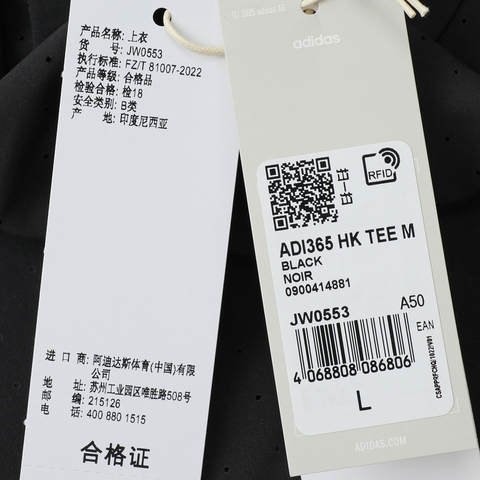 产品名称: 上衣
货 号: JW0553
执行标准: FZ/T 81007-2022
产品等级: 合格品
检验合格: 检18
安全类别: B类
产 地: 印度尼西亚
进 口 商: 阿迪达斯体育(中国)有限
公司
地 址: 苏州工业园区唯胜路508号
邮 编: 215126
电 话: 400 880 1515
合格证
© 2025 adidas AG
adidas
RFID
ADI365 HK TEE M
BLACK
NOIR
0900414881
JW0553
A50
EAN
4 068808 086806
L
ADIDAS.COM